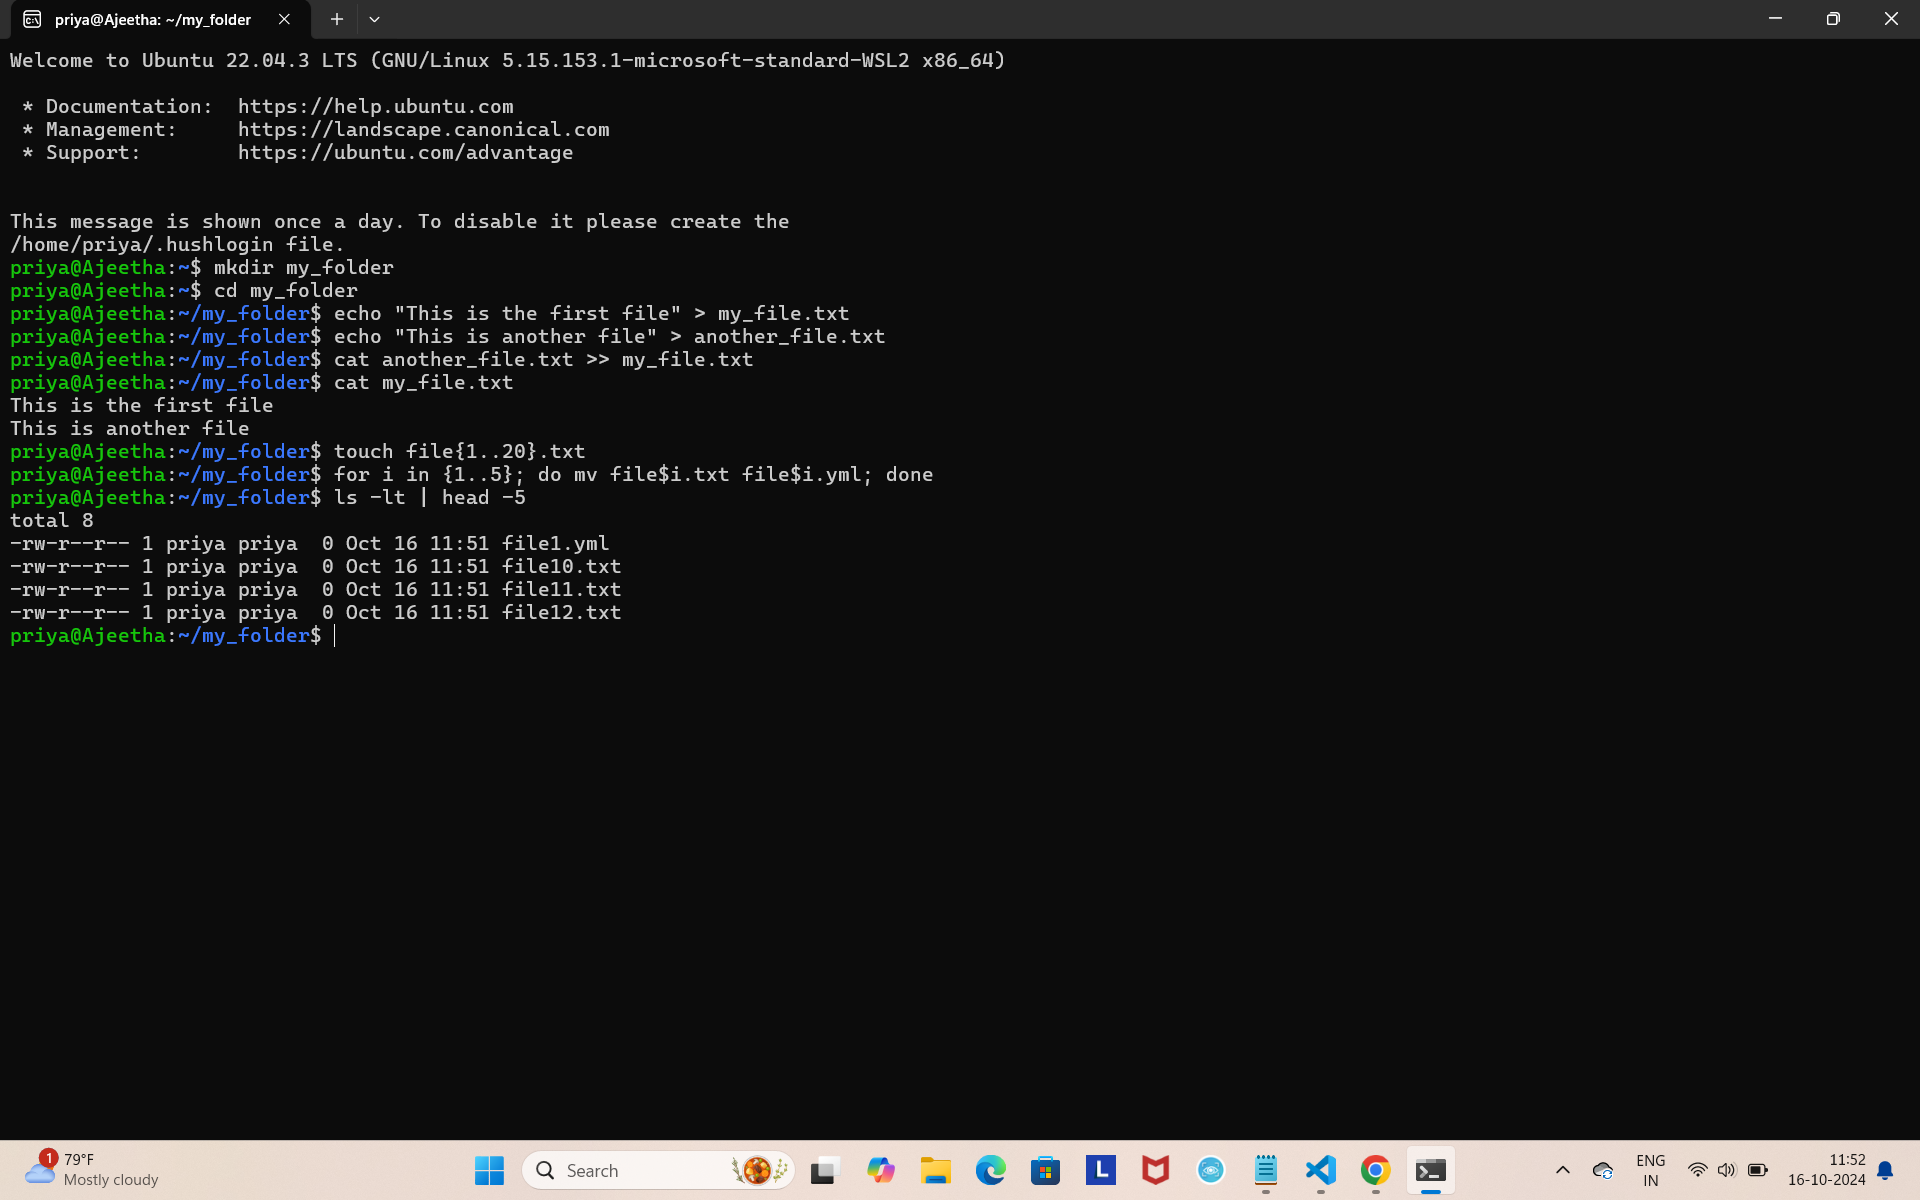 priya@Ajeetha: ~/my_folder
Welcome to Ubuntu 22.04.3 LTS (GNU/Linux 5.15.153.1-microsoft-standard-WSL2 x86_64)
* Documentation:  https://help.ubuntu.com
* Management:     https://landscape.canonical.com
* Support:        https://ubuntu.com/advantage
This message is shown once a day. To disable it please create the
/home/priya/.hushlogin file.
priya@Ajeetha:~$ mkdir my_folder
priya@Ajeetha:~$ cd my_folder
priya@Ajeetha:~/my_folder$ echo "This is the first file" > my_file.txt
priya@Ajeetha:~/my_folder$ echo "This is another file" > another_file.txt
priya@Ajeetha:~/my_folder$ cat another_file.txt >> my_file.txt
priya@Ajeetha:~/my_folder$ cat my_file.txt
This is the first file
This is another file
priya@Ajeetha:~/my_folder$ touch file{1..20}.txt
priya@Ajeetha:~/my_folder$ for i in {1..5}; do mv file$i.txt file$i.yml; done
priya@Ajeetha:~/my_folder$ ls -lt | head -5
total 8
-rw-r--r-- 1 priya priya  0 Oct 16 11:51 file1.yml
-rw-r--r-- 1 priya priya  0 Oct 16 11:51 file10.txt
-rw-r--r-- 1 priya priya  0 Oct 16 11:51 file11.txt
-rw-r--r-- 1 priya priya  0 Oct 16 11:51 file12.txt
priya@Ajeetha:~/my_folder$
1
79°F
Mostly cloudy
Search
L
ENG
IN
11:52
16-10-2024